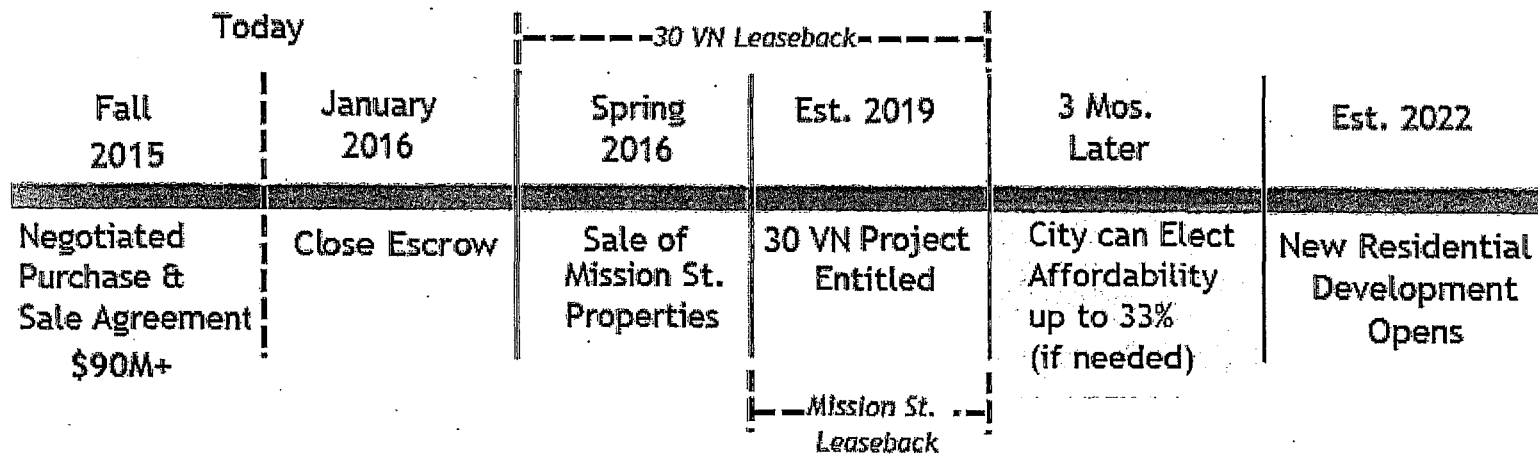 Today
30 VN Leaseback
Fall
2015
January
2016
Spring
2016
Est. 2019
3 Mos.
Later
Est. 2022
Negotiated
Purchase &
Sale Agreement
$90M+
Close Escrow
Sale of
Mission St.
Properties
30 VN Project
Entitled
City can Elect
Affordability
up to 33%
(if needed)
New Residential
Development
Opens
Mission St.
Leaseback